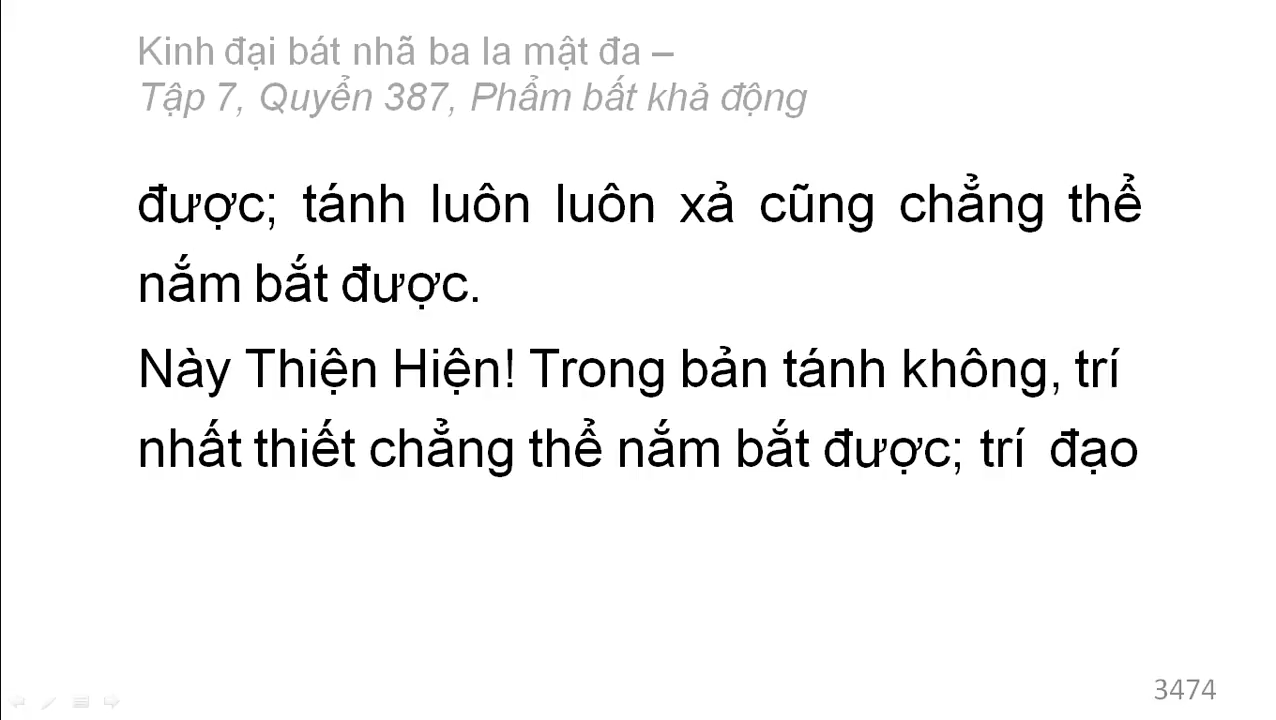 Kinh đại bát nhã ba la mật đa –
Tập 7, Quyển 387, Phẩm bất khả động
được; tánh luôn luôn xả cũng chẳng thể
nắm bắt được.
Này Thiện Hiện! Trong bản tánh không, trí
nhất thiết chẳng thể nắm bắt được; trí đạo
3474